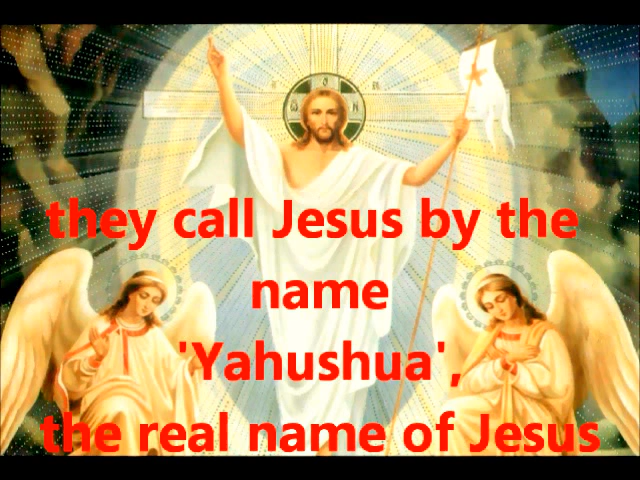 they call Jesus by the
name
'Yahushua',
the real name of Jesus